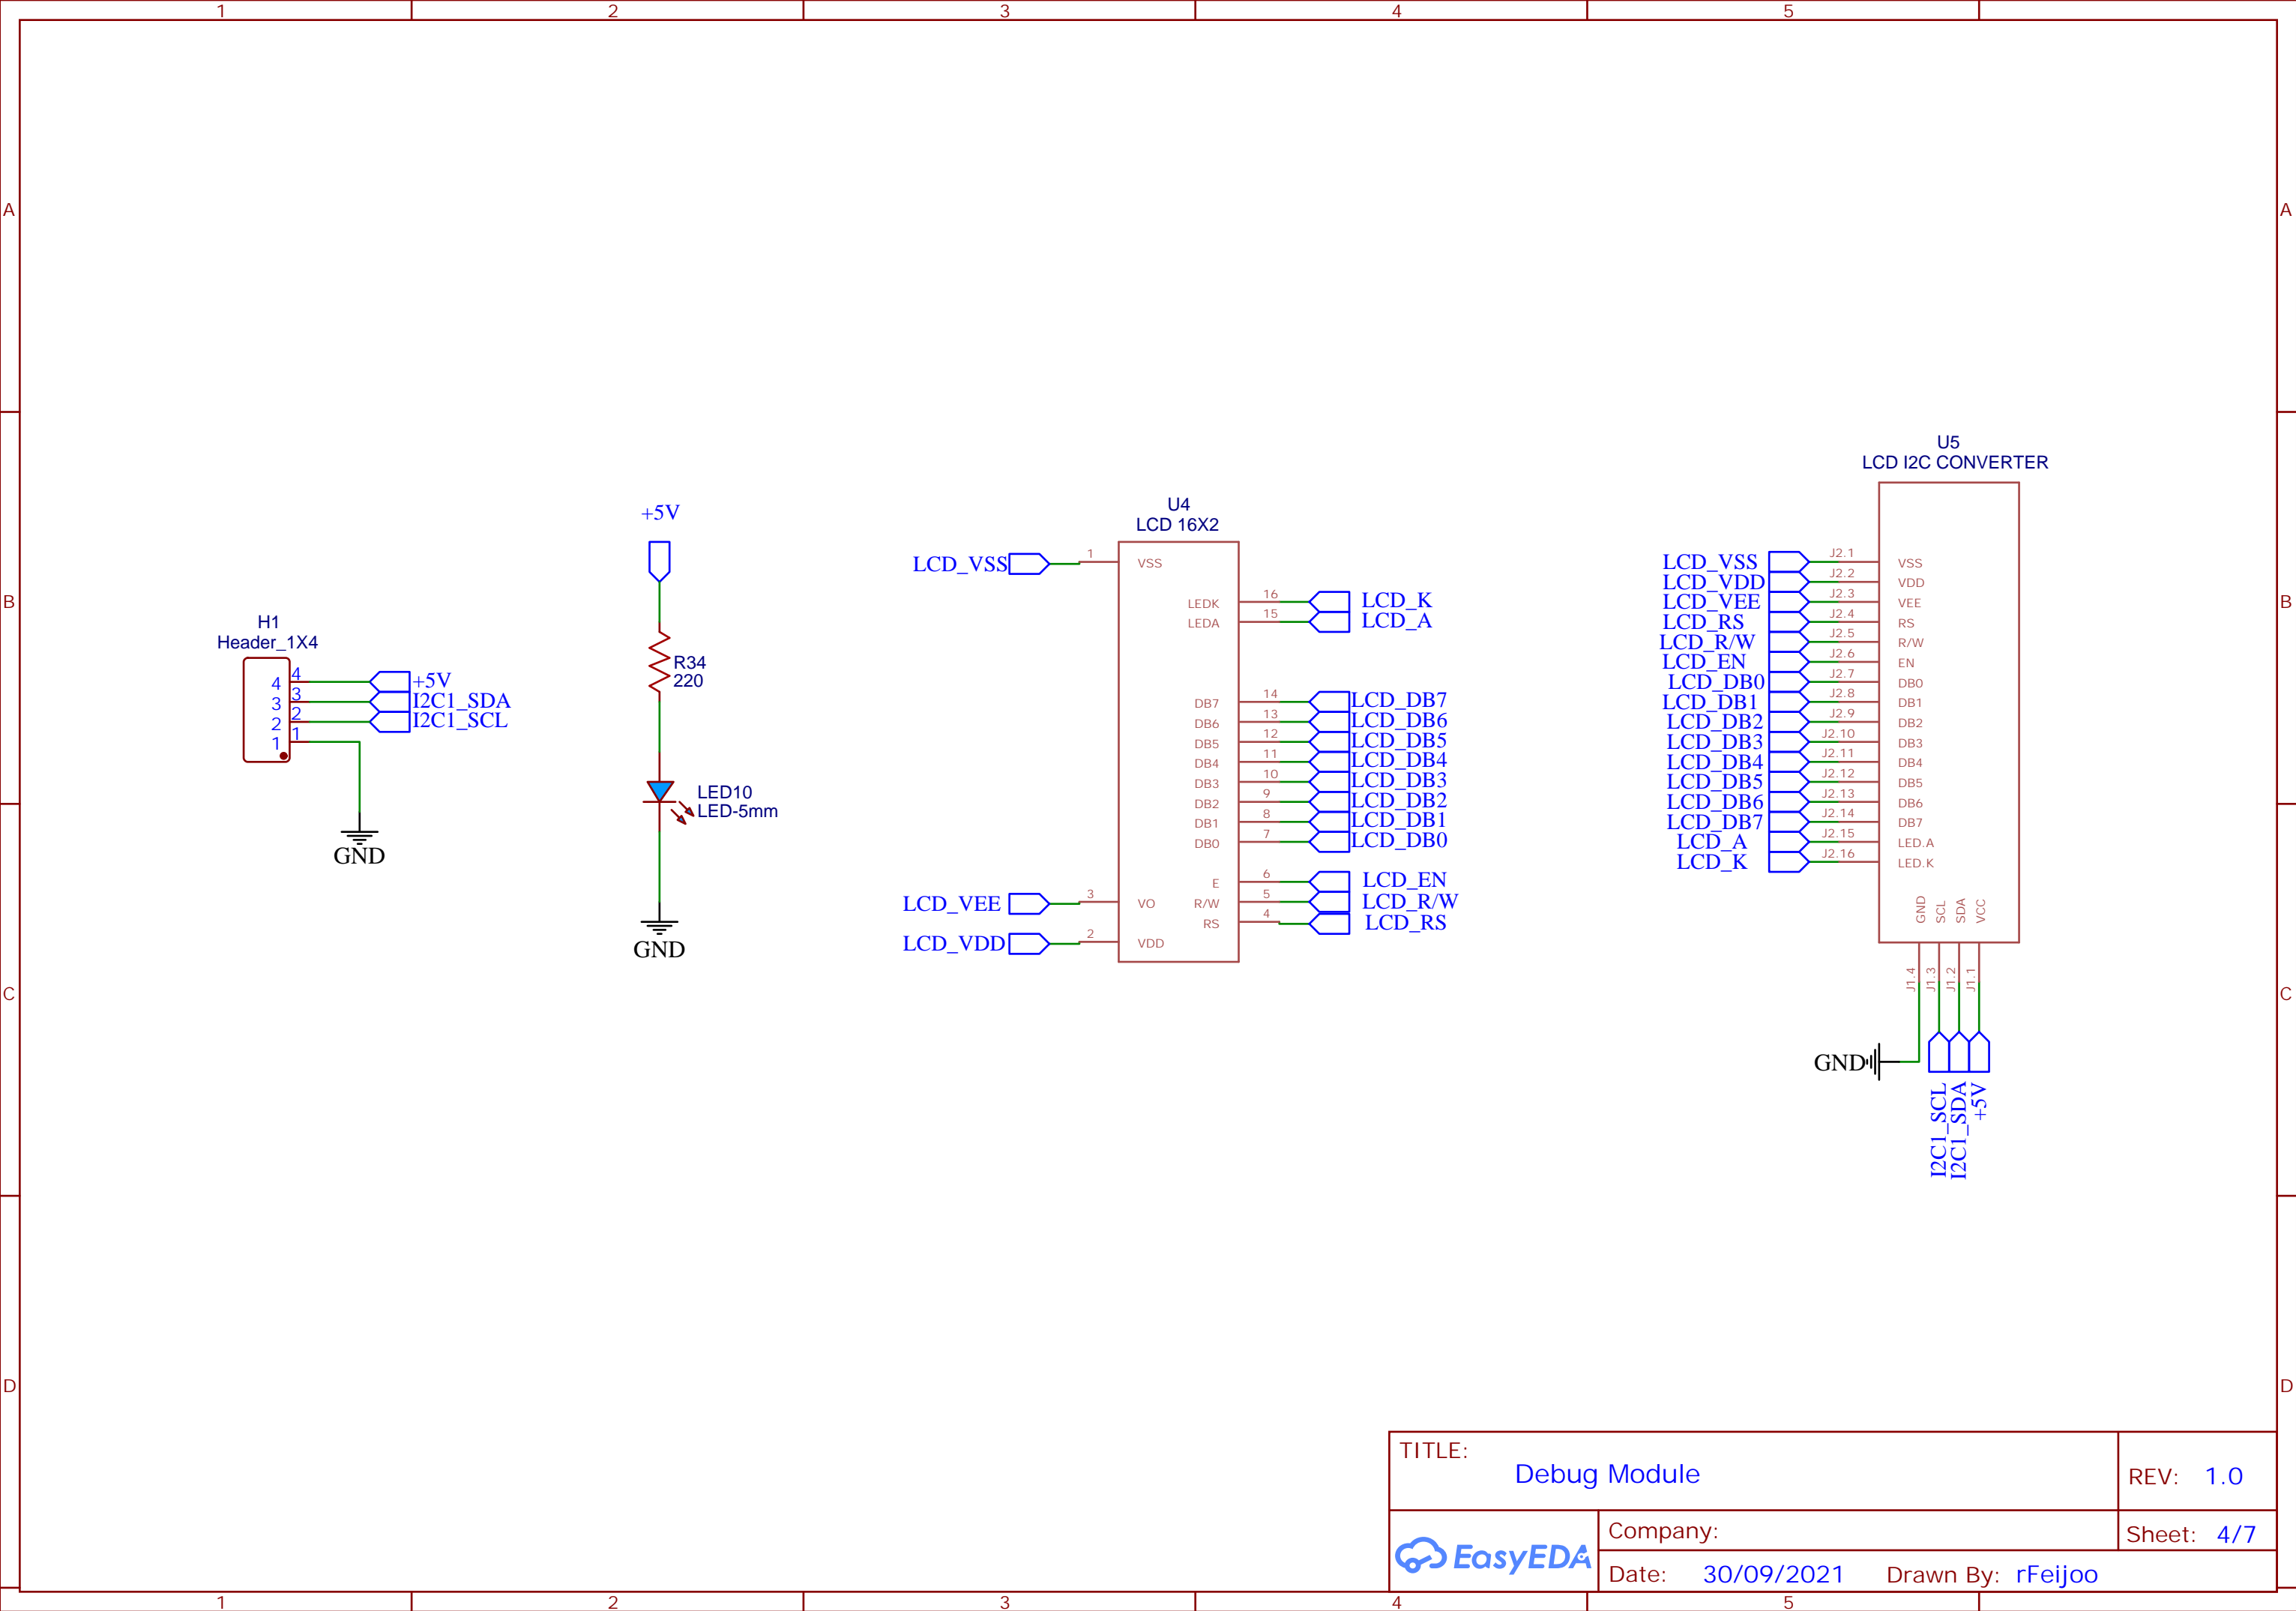 1 2 3 4 5
A A
B B
C C
D D
H1
Header_1X4
4 4 +5V
3 3 I2C1_SDA
2 2 I2C1_SCL
1 1
GND
+5V
R34
220
LED10
LED-5mm
GND
U4
LCD 16X2
LCD_VSS 1 VSS
LEDK 16 LCD_K
LEDA 15 LCD_A
DB7 14 LCD_DB7
DB6 13 LCD_DB6
DB5 12 LCD_DB5
DB4 11 LCD_DB4
DB3 10 LCD_DB3
DB2 9 LCD_DB2
DB1 8 LCD_DB1
DB0 7 LCD_DB0
E 6 LCD_EN
LCD_VEE 3 VO R/W 5 LCD_R/W
RS 4 LCD_RS
LCD_VDD 2 VDD
U5
LCD I2C CONVERTER
LCD_VSS J2.1 VSS
LCD_VDD J2.2 VDD
LCD_VEE J2.3 VEE
LCD_RS J2.4 RS
LCD_R/W J2.5 R/W
LCD_EN J2.6 EN
LCD_DB0 J2.7 DB0
LCD_DB1 J2.8 DB1
LCD_DB2 J2.9 DB2
LCD_DB3 J2.10 DB3
LCD_DB4 J2.11 DB4
LCD_DB5 J2.12 DB5
LCD_DB6 J2.13 DB6
LCD_DB7 J2.14 DB7
LCD_A J2.15 LED.A
LCD_K J2.16 LED.K
GND SCL SDA VCC
J1.4 J1.3 J1.2 J1.1
GND
I2C1_SCL
I2C1_SDA
+5V
TITLE:
Debug Module
REV: 1.0
EasyEDA
Company:
Sheet: 4/7
Date: 30/09/2021 Drawn By: rFeijoo
1 2 3 4 5